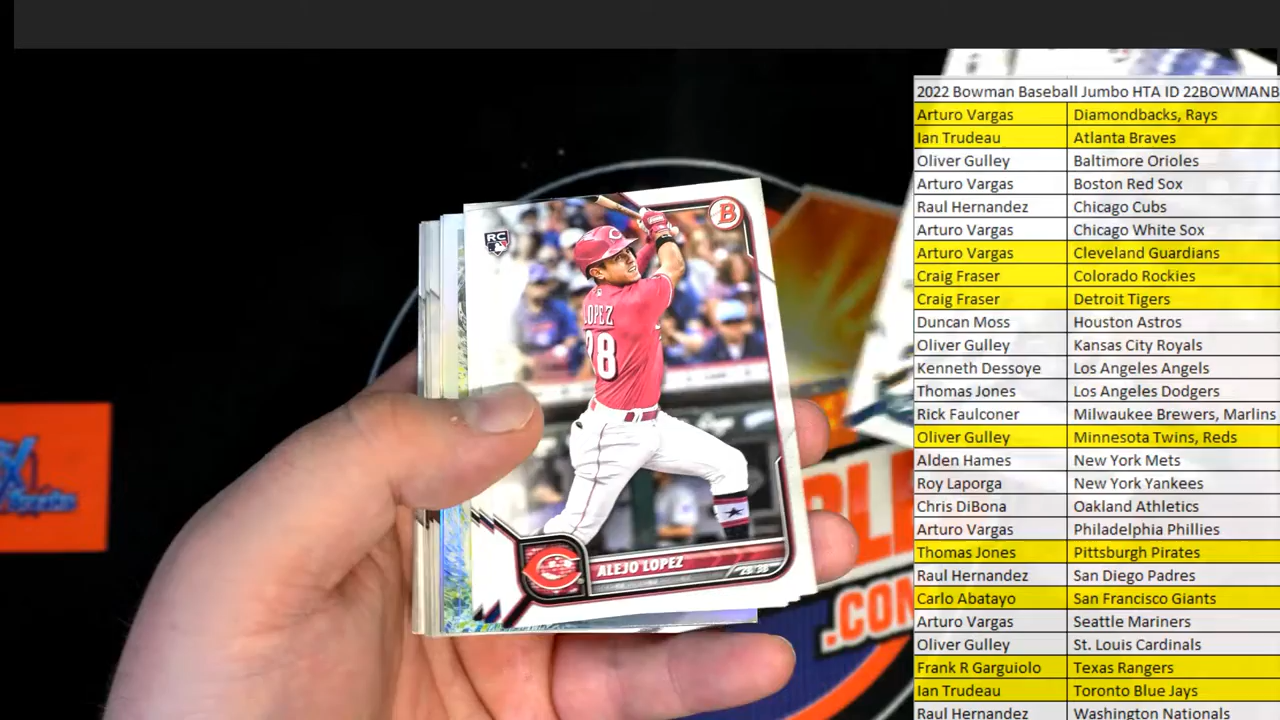 2022 Bowman Baseball Jumbo HTA ID 22BOWMANB
Arturo Vargas Diamondbacks, Rays
Ian Trudeau Atlanta Braves
Oliver Gulley Baltimore Orioles
Arturo Vargas Boston Red Sox
Raul Hernandez Chicago Cubs
Arturo Vargas Chicago White Sox
Arturo Vargas Cleveland Guardians
Craig Fraser Colorado Rockies
Craig Fraser Detroit Tigers
Duncan Moss Houston Astros
Oliver Gulley Kansas City Royals
Kenneth Dessoye Los Angeles Angels
Thomas Jones Los Angeles Dodgers
Rick Faulconer Milwaukee Brewers, Marlins
Oliver Gulley Minnesota Twins, Reds
Alden Hames New York Mets
Roy Laporga New York Yankees
Chris DiBona Oakland Athletics
Arturo Vargas Philadelphia Phillies
Thomas Jones Pittsburgh Pirates
Raul Hernandez San Diego Padres
Carlo Abatayo San Francisco Giants
Arturo Vargas Seattle Mariners
Oliver Gulley St. Louis Cardinals
Frank R Garguiolo Texas Rangers
Ian Trudeau Toronto Blue Jays
Raul Hernandez Washington Nationals
B
RC
LOPEZ
28
ALEJO LOPEZ
2B/3B
.COM